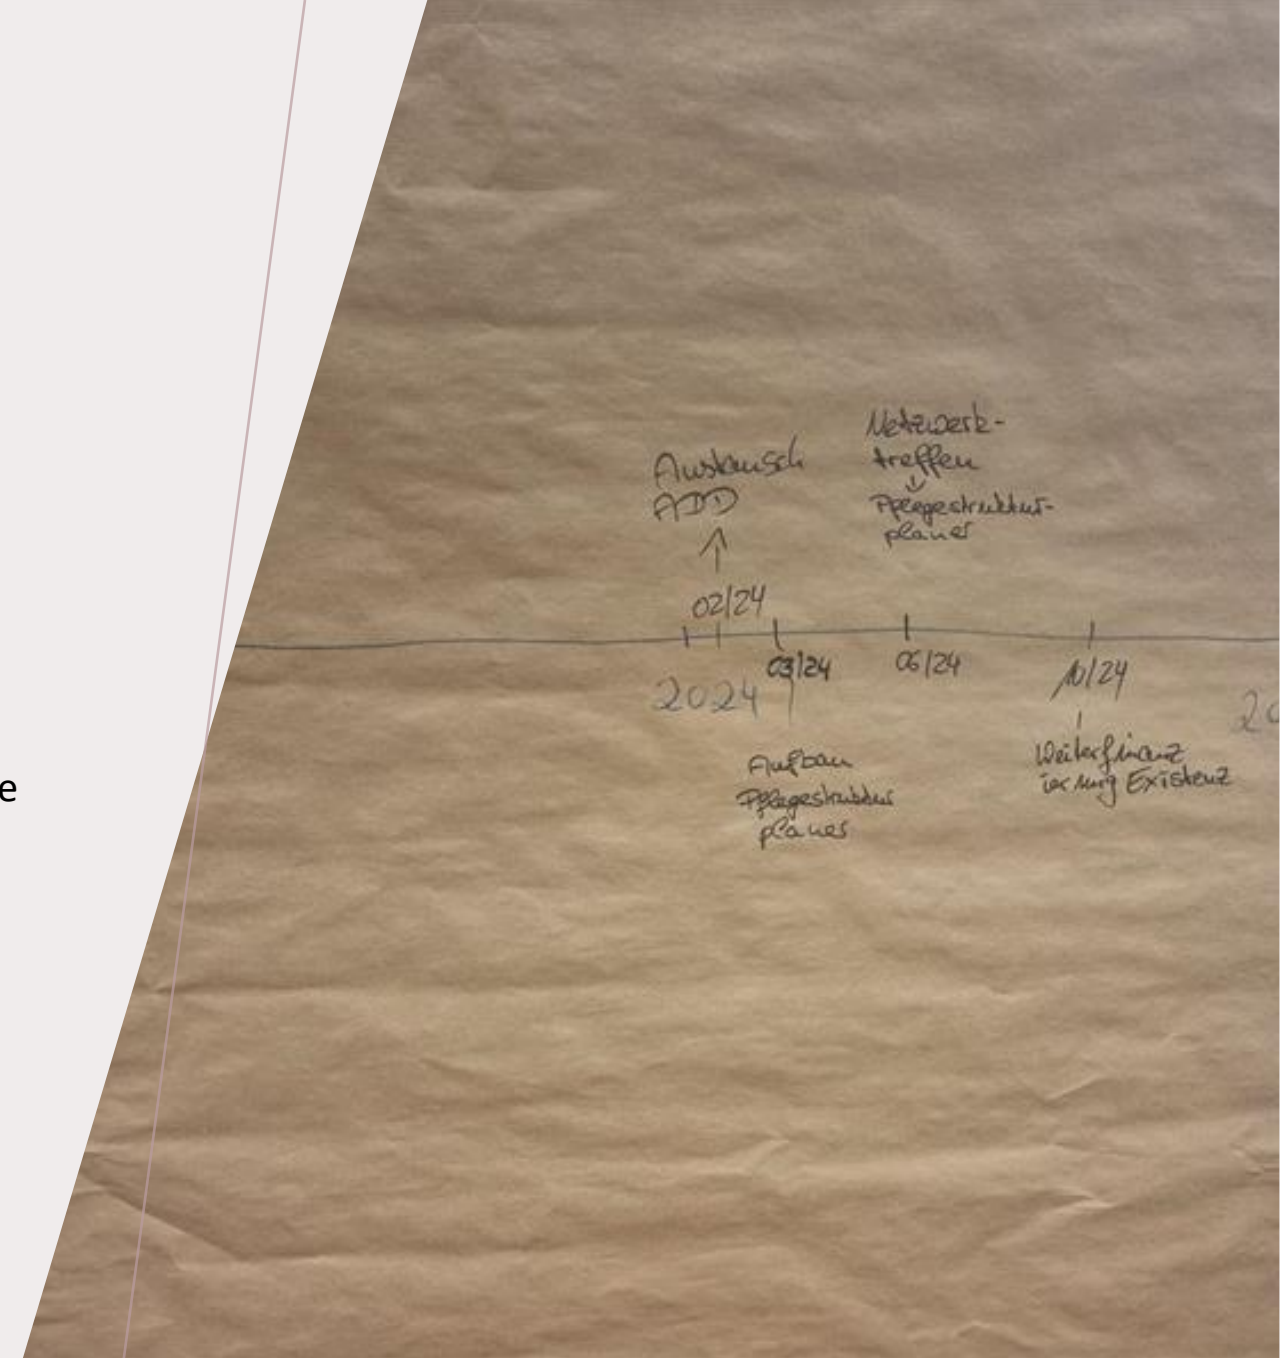 Netzwerk-
treffen
Pflegestruktur-
planer
Austausch
ADD
02/24
03/24
06/24
10/24
2024
20
Aufbau
Pflegestruktur
planer
Weiterfinanz
ierung Existenz
e